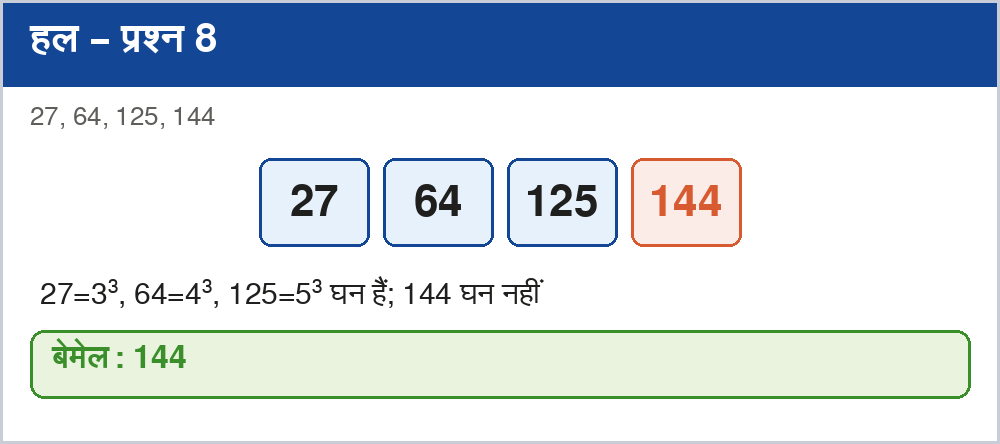 हल – प्रश्न 8
27, 64, 125, 144
27 64 125 144
27=3³, 64=4³, 125=5³ घन हैं; 144 घन नहीं
बेमेल : 144